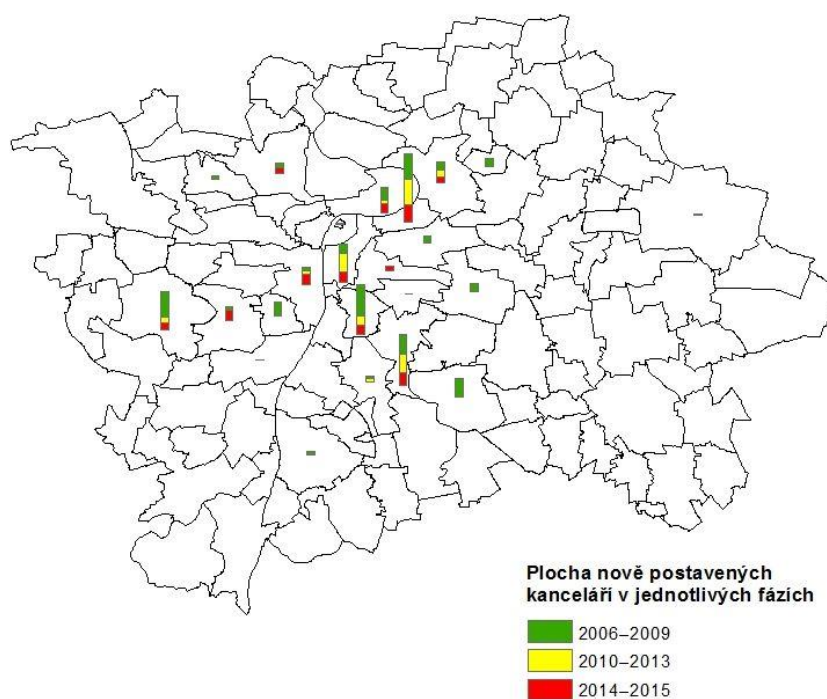 Plocha nově postavených
kanceláří v jednotlivých fázích
2006–2009
2010–2013
2014–2015